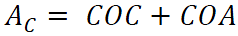 A_C = COC + COA